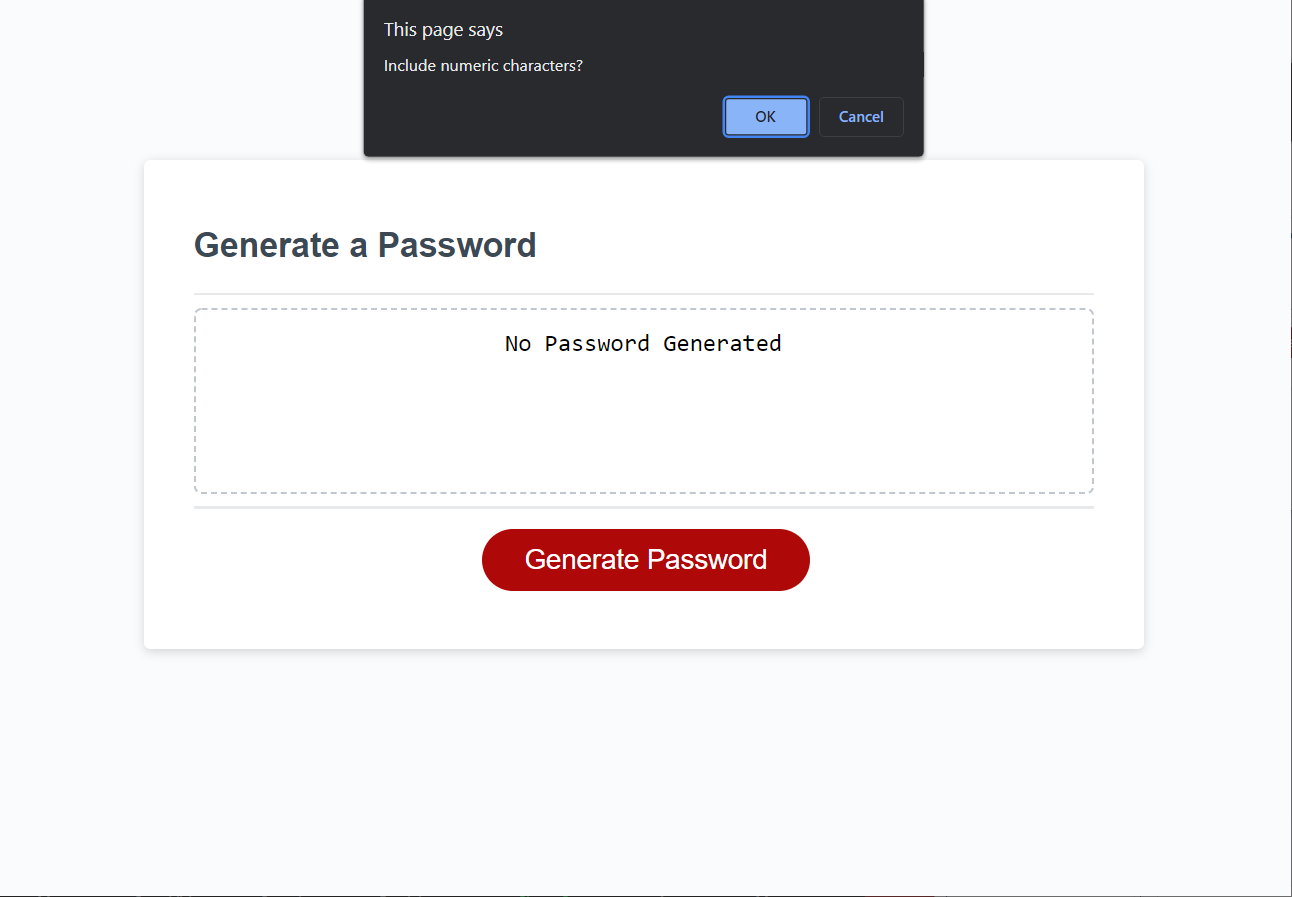 This page says
Include numeric characters?
OK Cancel
Generate a Password
No Password Generated
Generate Password